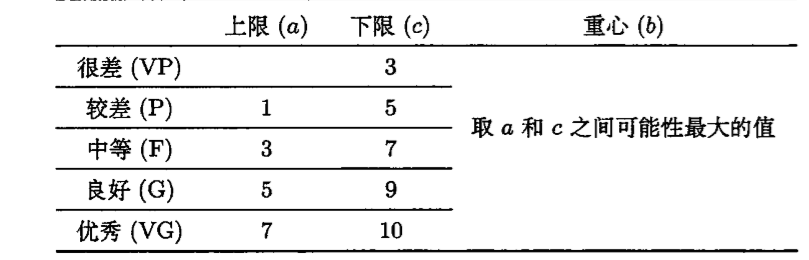 上限 (a) 下限 (c) 重心 (b)
很差 (VP) 3
较差 (P) 1 5
取 a 和 c 之间可能性最大的值
中等 (F) 3 7
良好 (G) 5 9
优秀 (VG) 7 10